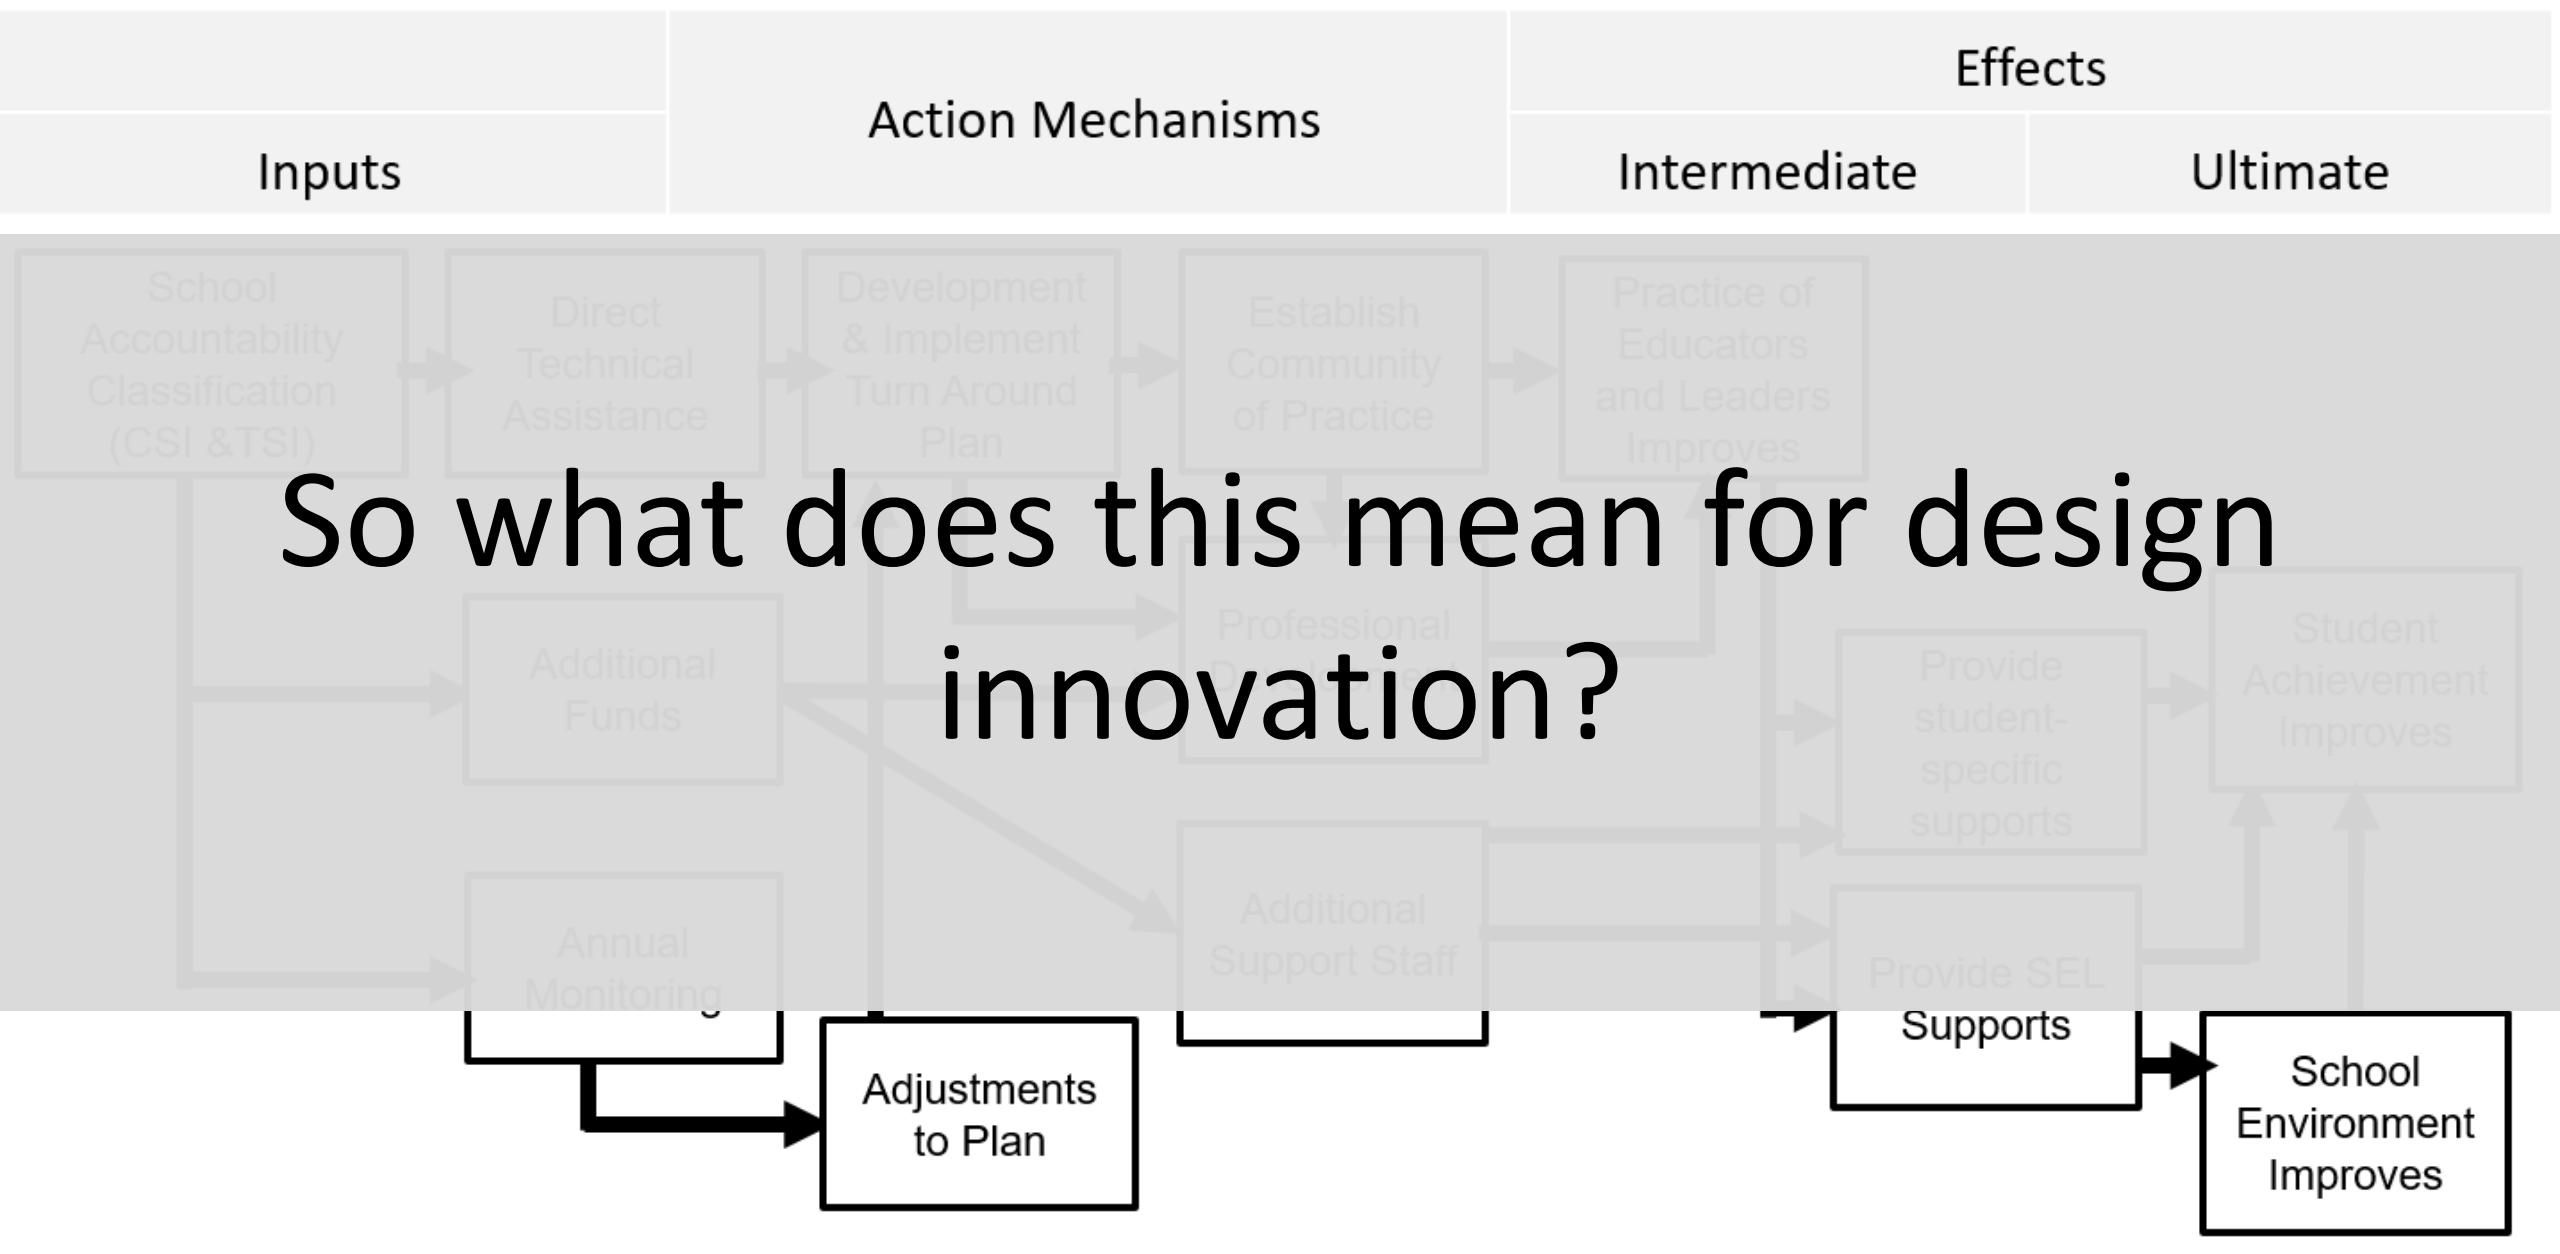 Effects
Action Mechanisms
Inputs
Intermediate
Ultimate
School
Accountability
Classification
(CSI &TSI)
Direct
Technical
Assistance
Development
& Implement
Turn Around
Plan
Establish
Community
of Practice
Practice of
Educators
and Leaders
Improves
So what does this mean for design
innovation?
Additional
Funds
Professional
Development
Provide
student-
specific
supports
Student
Achievement
Improves
Annual
Monitoring
Additional
Support Staff
Provide SEL
Supports
Adjustments
to Plan
School
Environment
Improves